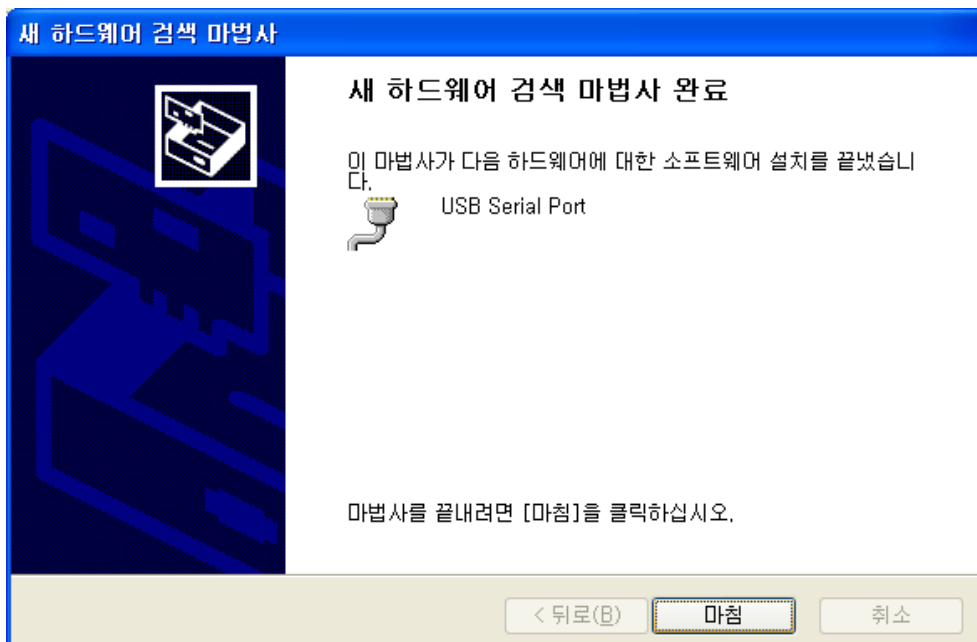 새 하드웨어 검색 마법사
새 하드웨어 검색 마법사 완료
이 마법사가 다음 하드웨어에 대한 소프트웨어 설치를 끝냈습니
다.
USB Serial Port
마법사를 끝내려면 [마침]을 클릭하십시오.
< 뒤로(B) 마침 취소